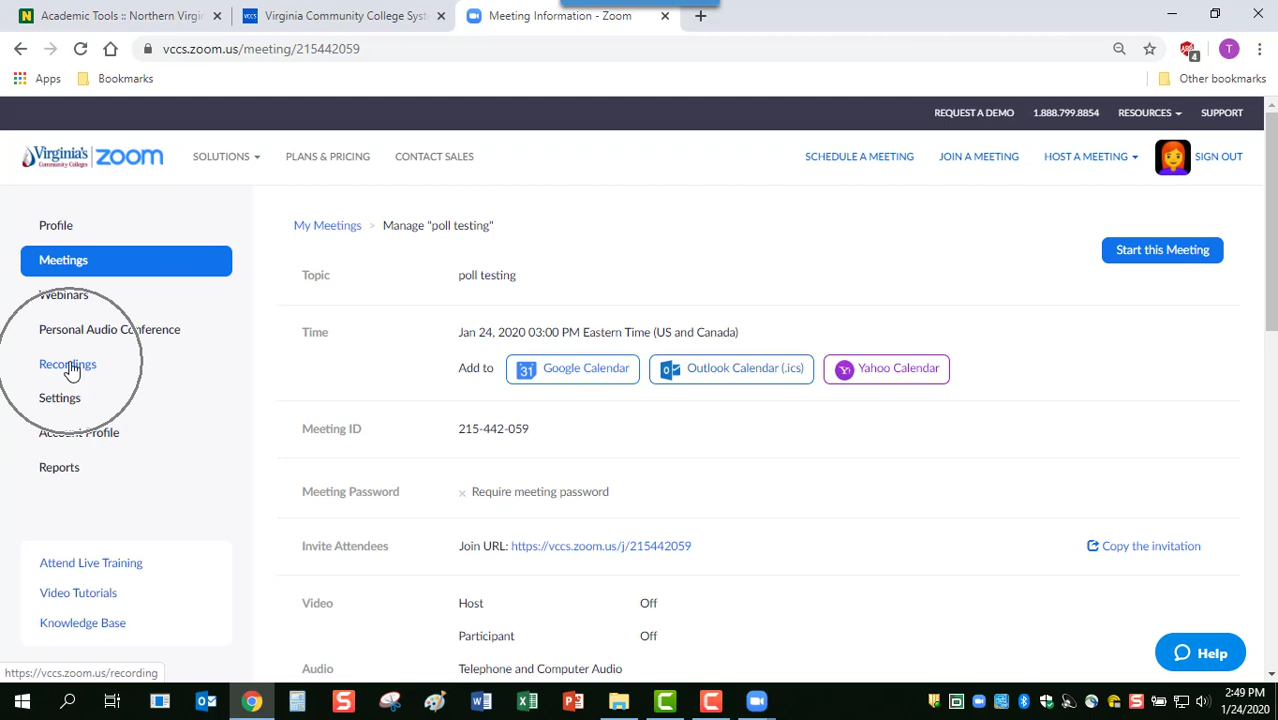 Academic Tools :: Northern Virgin
Virginia Community College Syste
Meeting Information - Zoom
vccs.zoom.us/meeting/215442059
4
T
Apps
Bookmarks
Other bookmarks
REQUEST A DEMO 1.888.799.8854 RESOURCES SUPPORT
Virginia's Community Colleges zoom
SOLUTIONS PLANS & PRICING CONTACT SALES
SCHEDULE A MEETING JOIN A MEETING HOST A MEETING SIGN OUT
Profile
Meetings
Webinars
Personal Audio Conference
Recordings
Settings
Account Profile
Reports
Attend Live Training
Video Tutorials
Knowledge Base
My Meetings > Manage "poll testing"
Start this Meeting
Topic poll testing
Time Jan 24, 2020 03:00 PM Eastern Time (US and Canada)
Add to 31 Google Calendar Outlook Calendar (.ics) Yahoo Calendar
Meeting ID 215-442-059
Meeting Password × Require meeting password
Invite Attendees Join URL: https://vccs.zoom.us/j/215442059 Copy the invitation
Video Host Off
Participant Off
Audio Telephone and Computer Audio
Help
https://vccs.zoom.us/recording
2:49 PM
1/24/2020